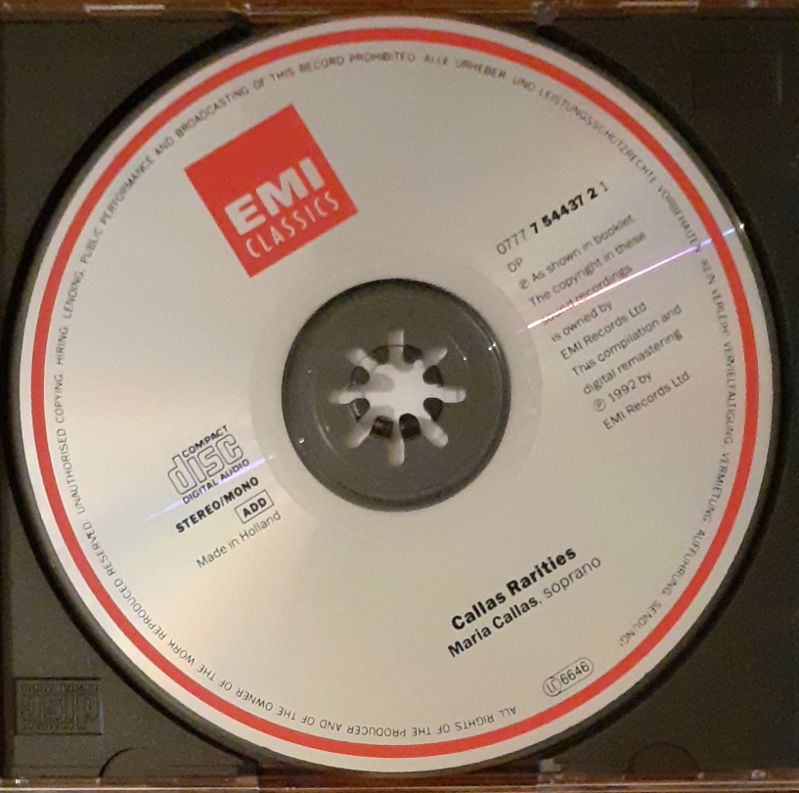 EMI
CLASSICS
0777 7 54437 2 1
DP
℗ As shown in booklet.
The copyright in these
sound recordings
is owned by
EMI Records Ltd.
This compilation and
digital remastering
℗ 1992 by
EMI Records Ltd.
COMPACT
disc
DIGITAL AUDIO
STEREO/MONO
ADD
Made in Holland
Callas Rarities
Maria Callas, soprano
LC 6646
ALL RIGHTS OF THE PRODUCER AND OF THE OWNER OF THE WORK REPRODUCED RESERVED. UNAUTHORISED COPYING, HIRING, LENDING, PUBLIC PERFORMANCE AND BROADCASTING OF THIS RECORD PROHIBITED. ALLE URHEBER- UND LEISTUNGSSCHUTZRECHTE VORBEHALTEN. KEIN VERLEIH! VERVIELFÄLTIGUNG, VERMIETUNG, AUFFÜHRUNG, SENDUNG!